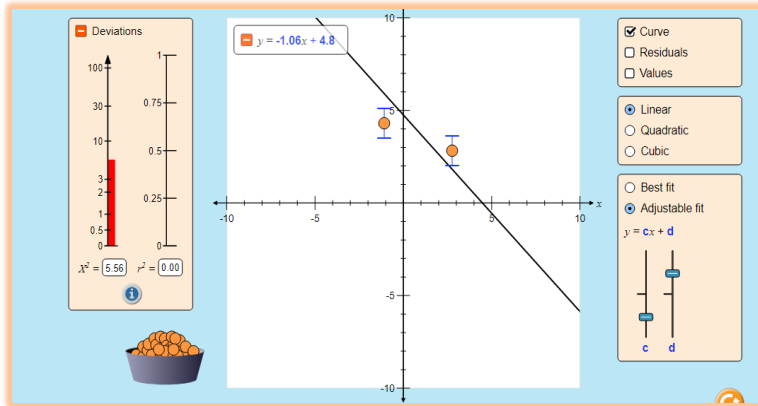 Deviations
100
30
10
3
2
1
0.5
0
1
0.75
0.5
0.25
0
X² = 5.56
r² = 0.00
i
y = -1.06x + 4.8
10
5
-5
-10
-10
-5
5
10
x
Curve
Residuals
Values
Linear
Quadratic
Cubic
Best fit
Adjustable fit
y = cx + d
c
d